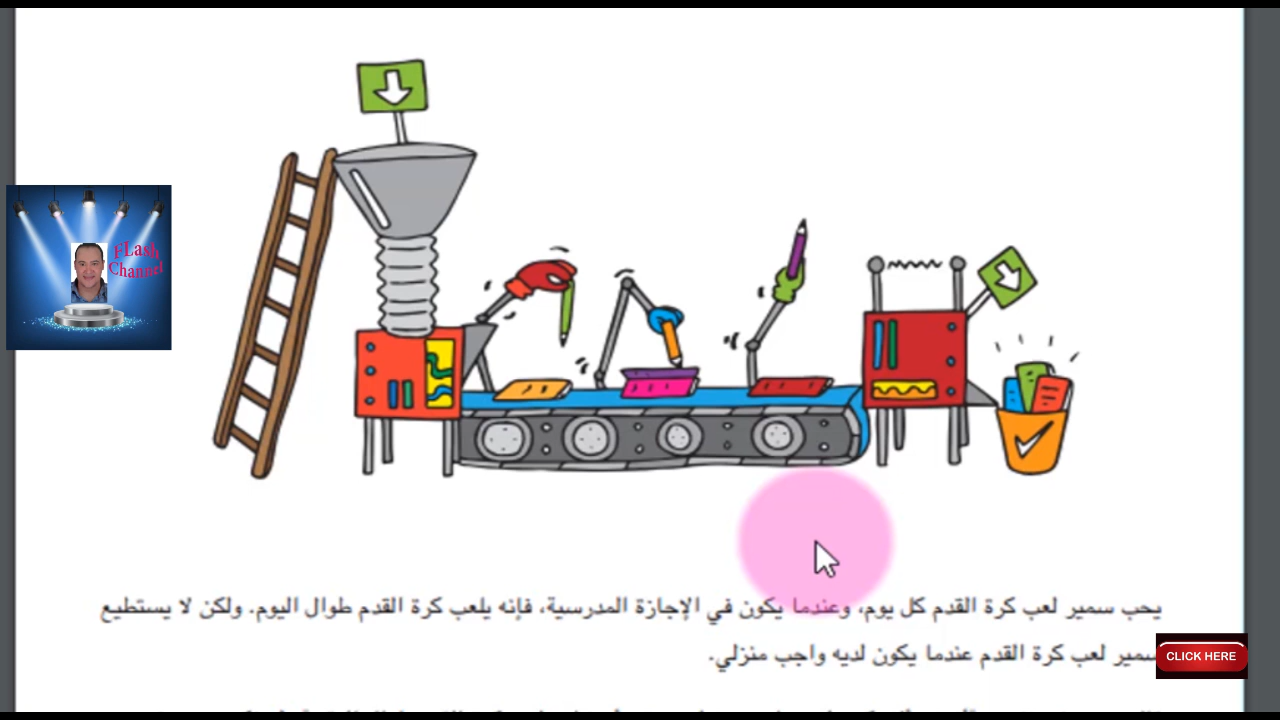 FLash
Channel
يحب سمير لعب كرة القدم كل يوم، وعندما يكون في الإجازة المدرسية، فإنه يلعب كرة القدم طوال اليوم. ولكن لا يستطيع
سمير لعب كرة القدم عندما يكون لديه واجب منزلي.
CLICK HERE